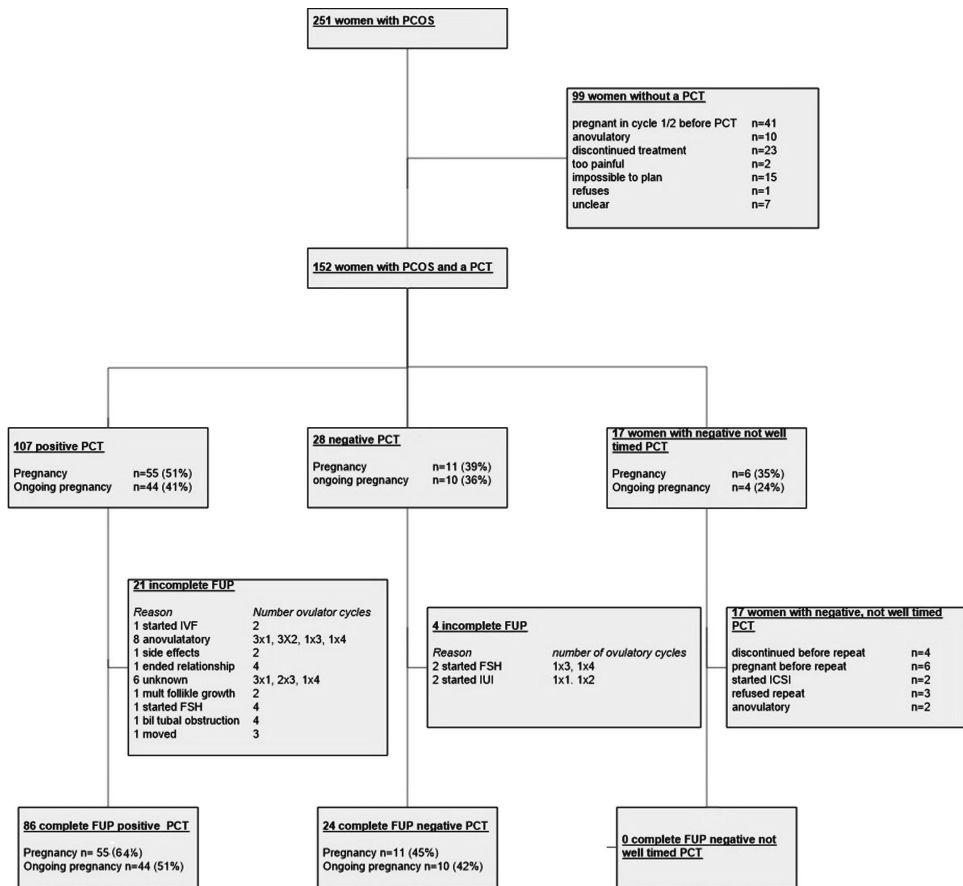 251 women with PCOS
99 women without a PCT
pregnant in cycle 1/2 before PCT n=41
anovulatory n=10
discontinued treatment n=23
too painful n=2
impossible to plan n=15
refuses n=1
unclear n=7
152 women with PCOS and a PCT
107 positive PCT
Pregnancy n=55 (51%)
Ongoing pregnancy n=44 (41%)
28 negative PCT
Pregnancy n=11 (39%)
ongoing pregnancy n=10 (36%)
17 women with negative not well
timed PCT
Pregnancy n=6 (35%)
Ongoing pregnancy n=4 (24%)
21 incomplete FUP
Reason Number ovulator cycles
1 started IVF 2
8 anovulatatory 3x1, 3X2, 1x3, 1x4
1 side effects 2
1 ended relationship 4
6 unknown 3x1, 2x3, 1x4
1 mult follikle growth 2
1 started FSH 4
1 bil tubal obstruction 4
1 moved 3
4 incomplete FUP
Reason number of ovulatory cycles
2 started FSH 1x3, 1x4
2 started IUI 1x1. 1x2
17 women with negative, not well timed
PCT
discontinued before repeat n=4
pregnant before repeat n=6
started ICSI n=2
refused repeat n=3
anovulatory n=2
86 complete FUP positive PCT
Pregnancy n= 55 (64%)
Ongoing pregnancy n=44 (51%)
24 complete FUP negative PCT
Pregnancy n=11 (45%)
Ongoing pregnancy n=10 (42%)
0 complete FUP negative not
well timed PCT